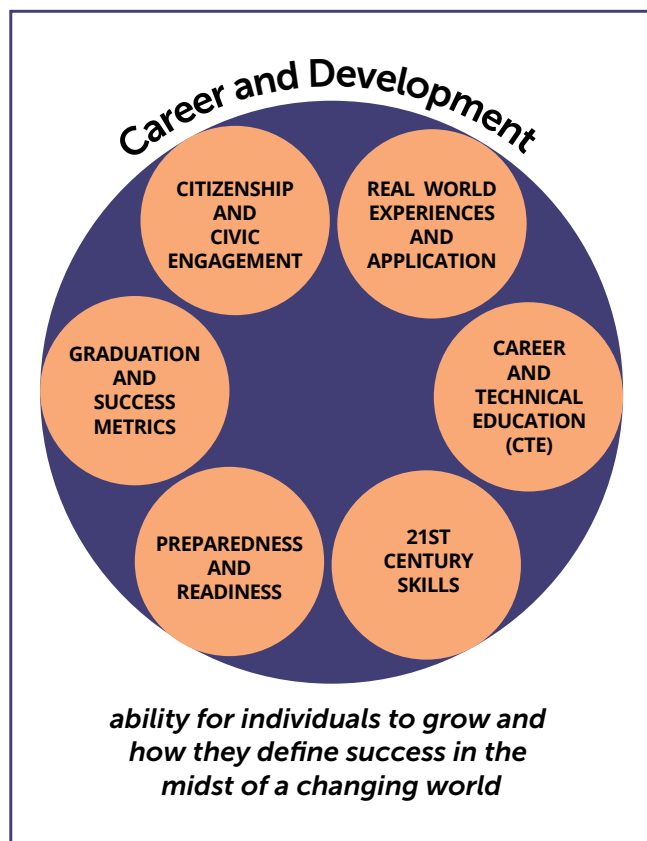 Career and Development
CITIZENSHIP
AND
CIVIC
ENGAGEMENT
REAL WORLD
EXPERIENCES
AND
APPLICATION
GRADUATION
AND
SUCCESS
METRICS
CAREER
AND
TECHNICAL
EDUCATION
(CTE)
PREPAREDNESS
AND
READINESS
21ST
CENTURY
SKILLS
ability for individuals to grow and
how they define success in the
midst of a changing world